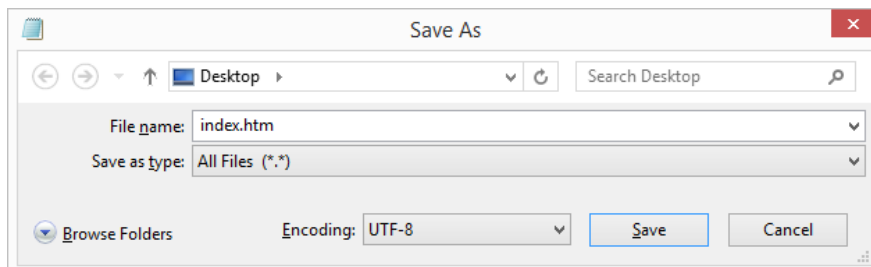 Save As
Desktop
Search Desktop
File name: index.htm
Save as type: All Files (*.*)
Browse Folders Encoding: UTF-8 Save Cancel